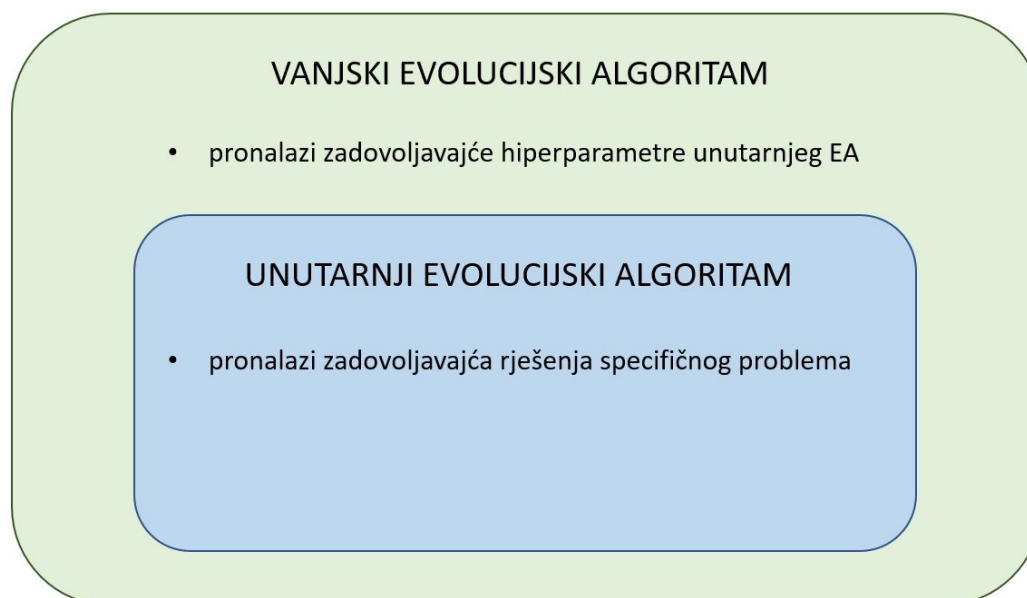 VANJSKI EVOLUCIJSKI ALGORITAM
• pronalazi zadovoljavajće hiperparametre unutarnjeg EA
UNUTARNJI EVOLUCIJSKI ALGORITAM
• pronalazi zadovoljavajća rješenja specifičnog problema